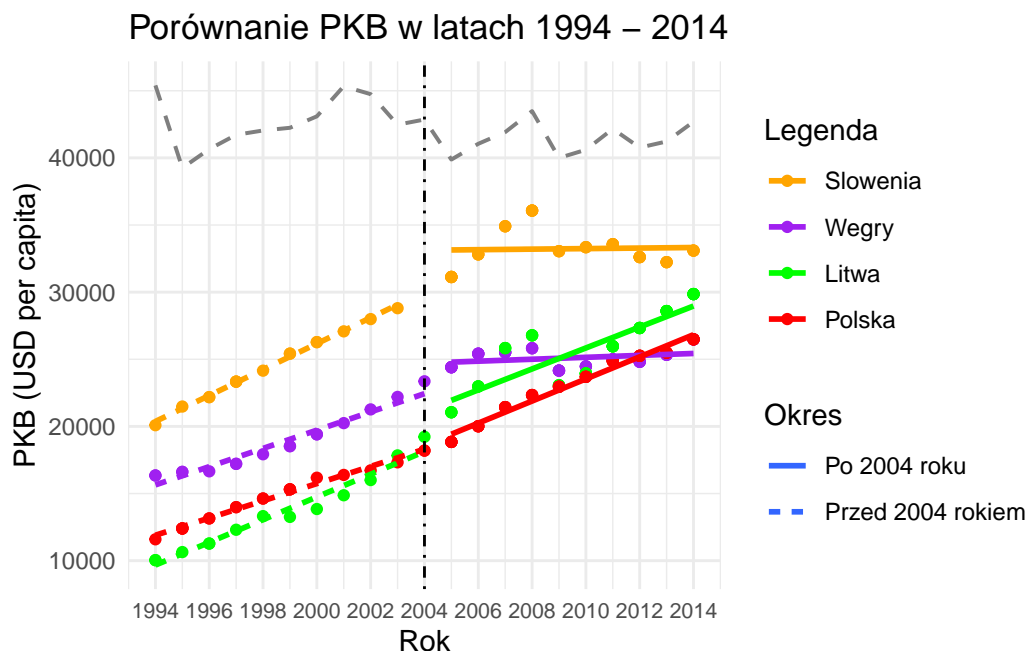 Porównanie PKB w latach 1994 – 2014
PKB (USD per capita)
40000
30000
20000
10000
1994 1996 1998 2000 2002 2004 2006 2008 2010 2012 2014
Rok
Legenda
Slowenia
Wegry
Litwa
Polska
Okres
Po 2004 roku
Przed 2004 rokiem